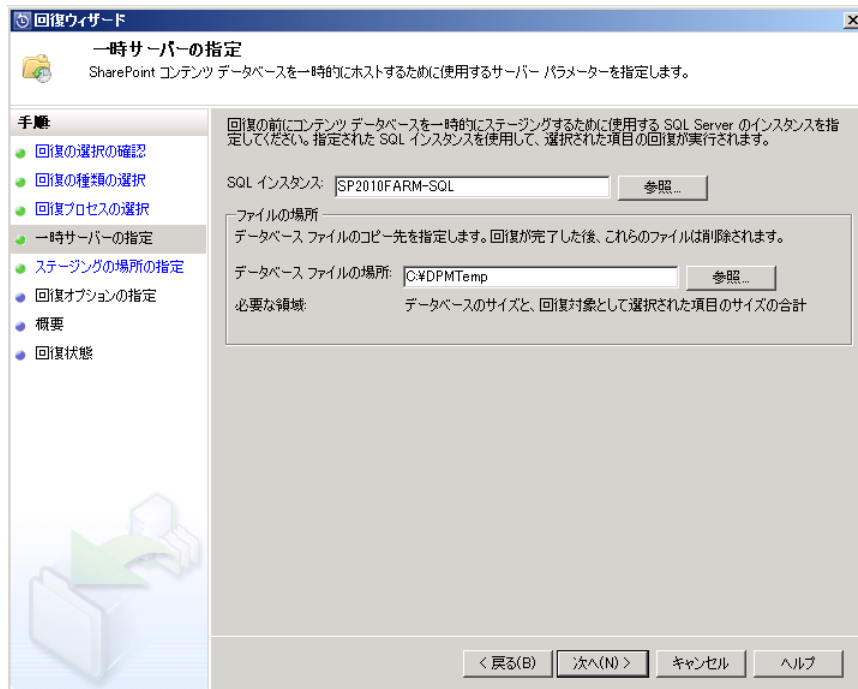 回復ウィザード
一時サーバーの指定
SharePoint コンテンツ データベースを一時的にホストするために使用するサーバー パラメーターを指定します。
手順
回復の選択の確認
回復の種類の選択
回復プロセスの選択
一時サーバーの指定
ステージングの場所の指定
回復オプションの指定
概要
回復状態
回復の前にコンテンツ データベースを一時的にステージングするために使用する SQL Server のインスタンスを指
定してください。指定された SQL インスタンスを使用して、選択された項目の回復が実行されます。
SQL インスタンス: SP2010FARM-SQL 参照...
ファイルの場所
データベース ファイルのコピー先を指定します。回復が完了した後、これらのファイルは削除されます。
データベース ファイルの場所: C:¥DPMTemp 参照...
必要な領域: データベースのサイズと、回復対象として選択された項目のサイズの合計
< 戻る(B) 次へ(N) > キャンセル ヘルプ